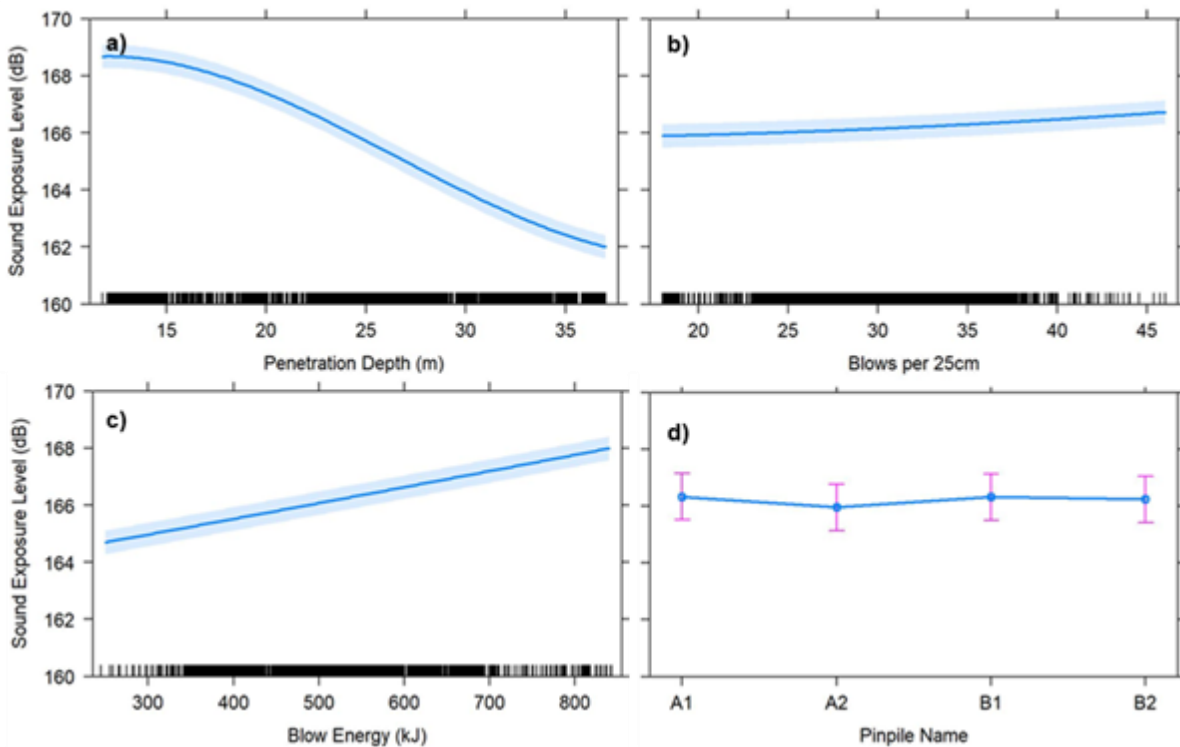 170
168
166
164
162
160
Sound Exposure Level (dB)
a)
15 20 25 30 35
Penetration Depth (m)
b)
20 25 30 35 40 45
Blows per 25cm
170
168
166
164
162
160
Sound Exposure Level (dB)
c)
300 400 500 600 700 800
Blow Energy (kJ)
d)
A1 A2 B1 B2
Pinpile Name